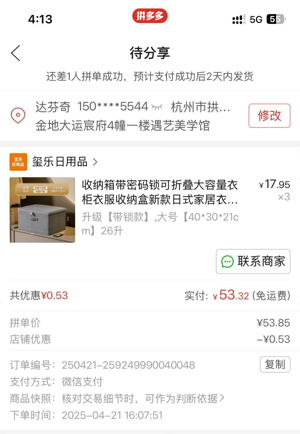 4:13
拼多多
5G
待分享
还差1人拼单成功，预计支付成功后2天内发货
达芬奇 150****5544 杭州市拱...
金地大运宸府4幢一楼遇艺美学馆
修改
玺乐日用品 >
收纳箱带密码锁可折叠大容量衣
柜衣服收纳盒新款日式家居衣...
¥17.95
×3
升级【带锁款】,大号【40*30*21c
m】26升
联系商家
共优惠¥0.53
实付: ¥53.32 (免运费)
拼单价
¥53.85
店铺优惠
-¥0.53
订单编号: 250421-259249990040048
复制
支付方式: 微信支付
商品快照: 核对交易细节时，可作为判断依据 >
下单时间: 2025-04-21 16:07:51